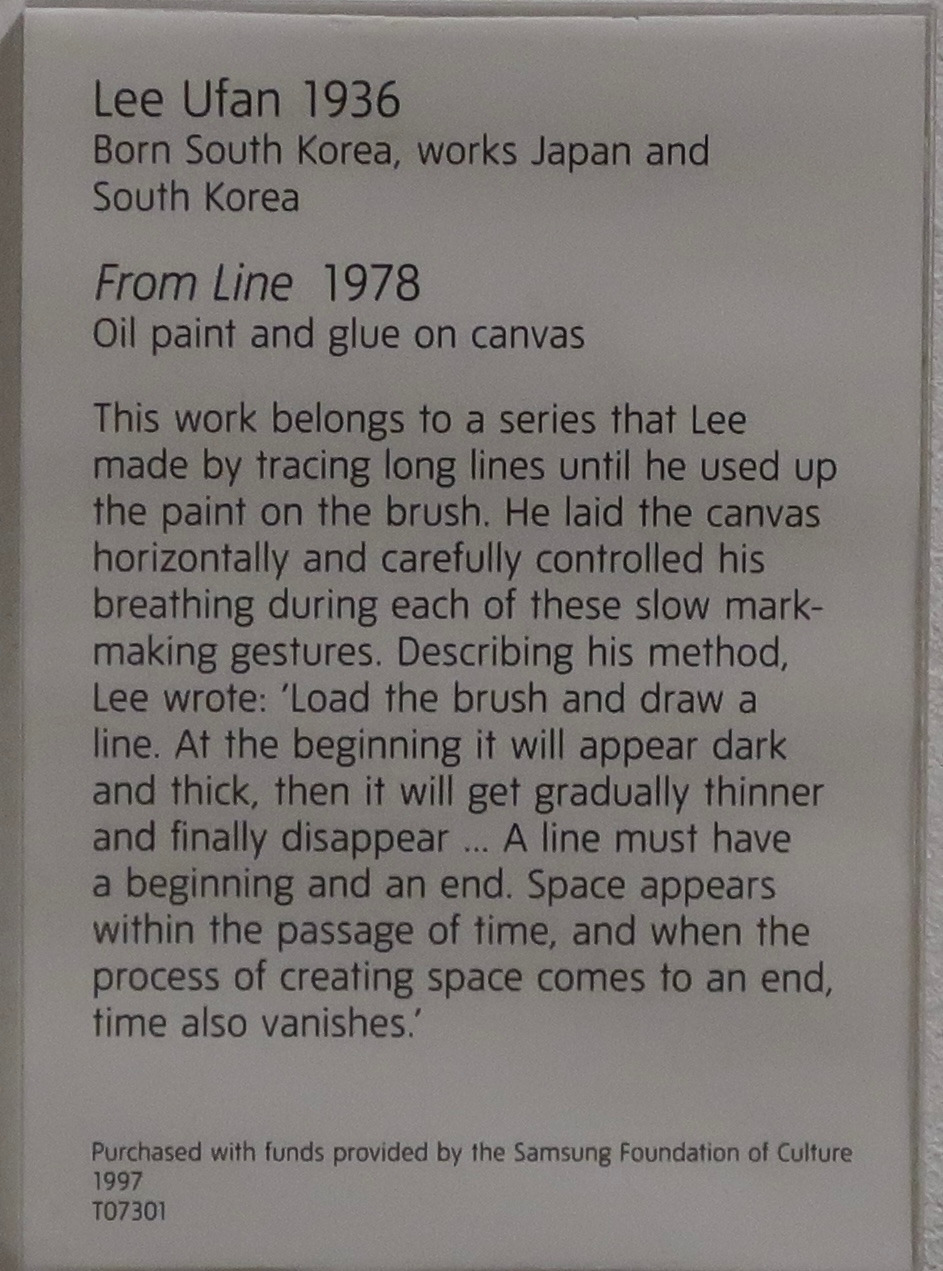 Lee Ufan 1936
Born South Korea, works Japan and
South Korea
From Line 1978
Oil paint and glue on canvas
This work belongs to a series that Lee
made by tracing long lines until he used up
the paint on the brush. He laid the canvas
horizontally and carefully controlled his
breathing during each of these slow mark-
making gestures. Describing his method,
Lee wrote: ‘Load the brush and draw a
line. At the beginning it will appear dark
and thick, then it will get gradually thinner
and finally disappear ... A line must have
a beginning and an end. Space appears
within the passage of time, and when the
process of creating space comes to an end,
time also vanishes.’
Purchased with funds provided by the Samsung Foundation of Culture
1997
T07301